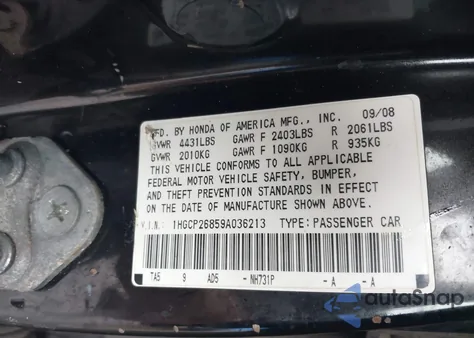 MFD. BY HONDA OF AMERICA MFG., INC. 09/08
GVWR 4431LBS GAWR F 2403LBS R 2061LBS
GVWR 2010KG GAWR F 1090KG R 935KG
THIS VEHICLE CONFORMS TO ALL APPLICABLE
FEDERAL MOTOR VEHICLE SAFETY, BUMPER,
AND THEFT PREVENTION STANDARDS IN EFFECT
ON THE DATE OF MANUFACTURE SHOWN ABOVE.
V.I.N.: 1HGCP26859A036213 TYPE: PASSENGER CAR
TA5 9 AD5- NH731P -A -A
autoSnap